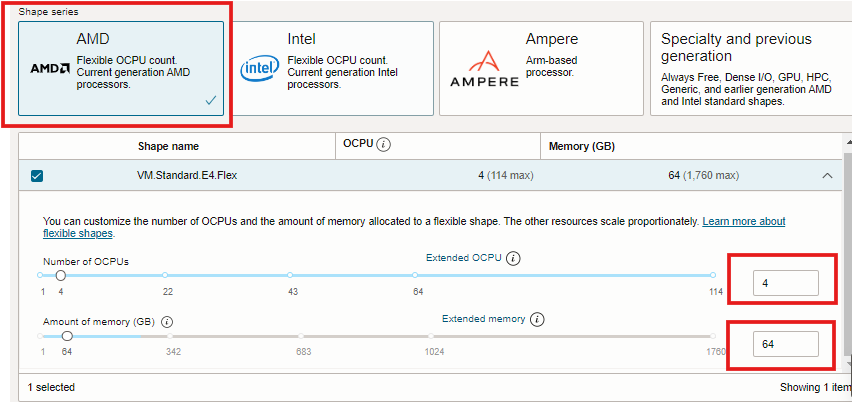 Shape series
AMD
AMD
Flexible OCPU count.
Current generation AMD
processors.
intel
Intel
Flexible OCPU count.
Current generation Intel
processors.
AMPERE
Ampere
Arm-based
processor.
Specialty and previous
generation
Always Free, Dense I/O, GPU, HPC,
Generic, and earlier generation AMD
and Intel standard shapes.
Shape name OCPU i Memory (GB)
VM.Standard.E4.Flex 4 (114 max) 64 (1,760 max)
You can customize the number of OCPUs and the amount of memory allocated to a flexible shape. The other resources scale proportionately. Learn more about
flexible shapes.
Number of OCPUs Extended OCPU i
4
1 4 22 43 64 114
Amount of memory (GB) i Extended memory i
64
1 64 342 683 1024 1760
1 selected Showing 1 item